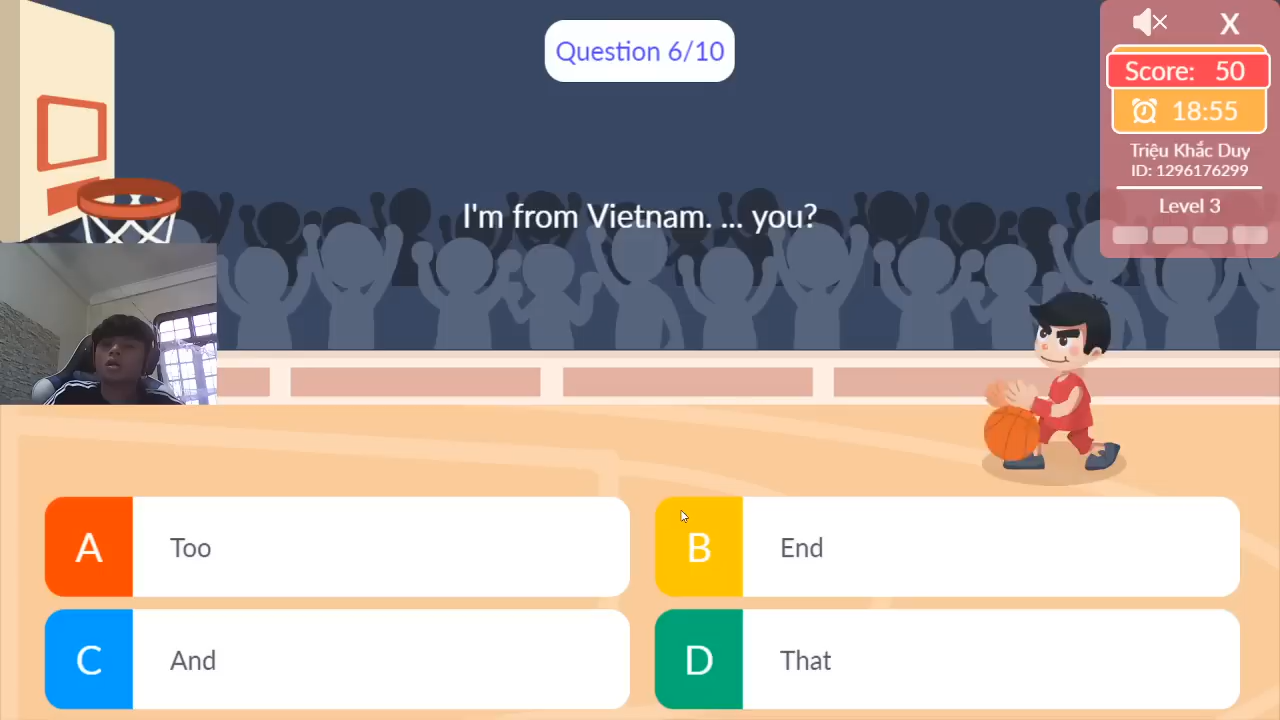 Question 6/10
X
Score: 50
18:55
Triệu Khắc Duy
ID: 1296176299
Level 3
I'm from Vietnam. ... you?
A Too
B End
C And
D That